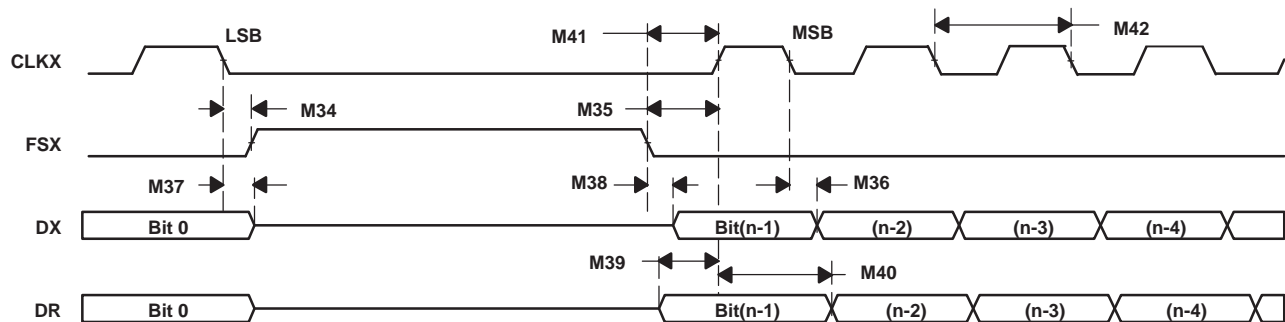 LSB M41 MSB M42
CLKX
M34 M35
FSX
M37 M38 M36
DX Bit 0 Bit(n-1) (n-2) (n-3) (n-4)
M39 M40
DR Bit 0 Bit(n-1) (n-2) (n-3) (n-4)